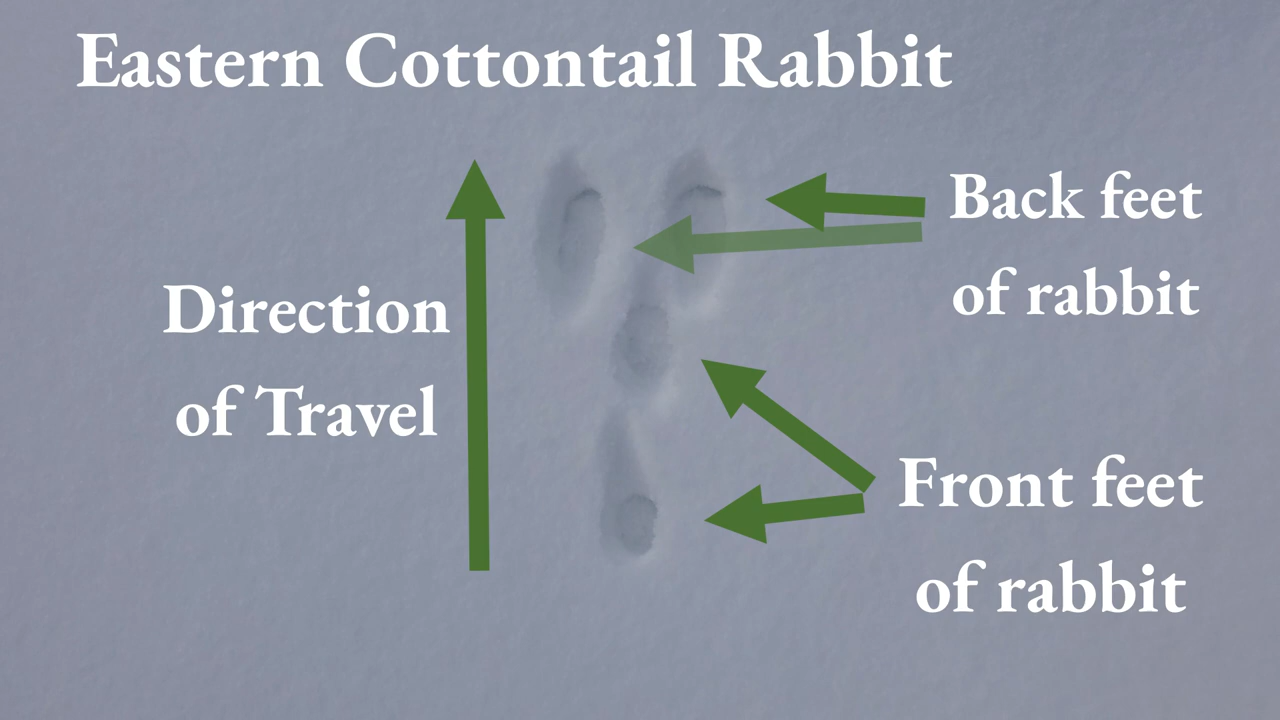 Eastern Cottontail Rabbit
Back feet
of rabbit
Direction
of Travel
Front feet
of rabbit